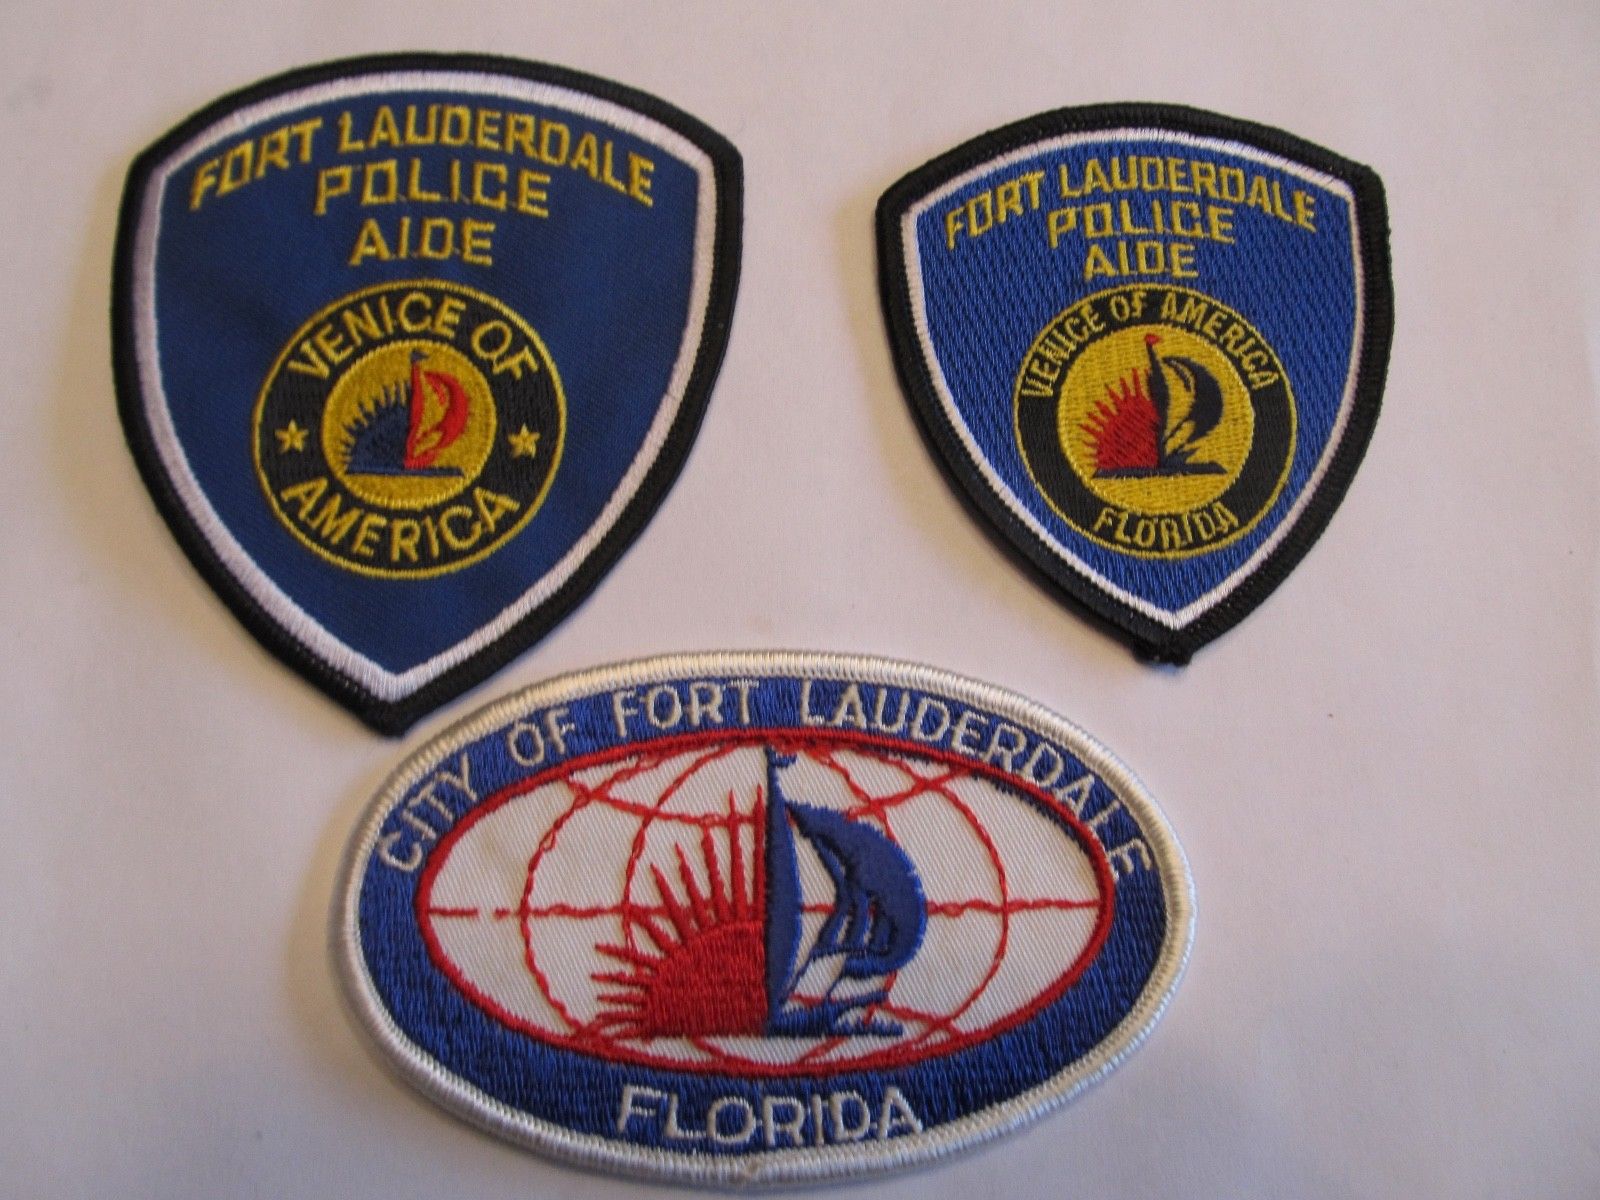 FORT LAUDERDALE
POLICE
AIDE
VENICE OF
AMERICA
FORT LAUDERDALE
POLICE
AIDE
VENICE OF AMERICA
FLORIDA
CITY OF FORT LAUDERDALE
FLORIDA